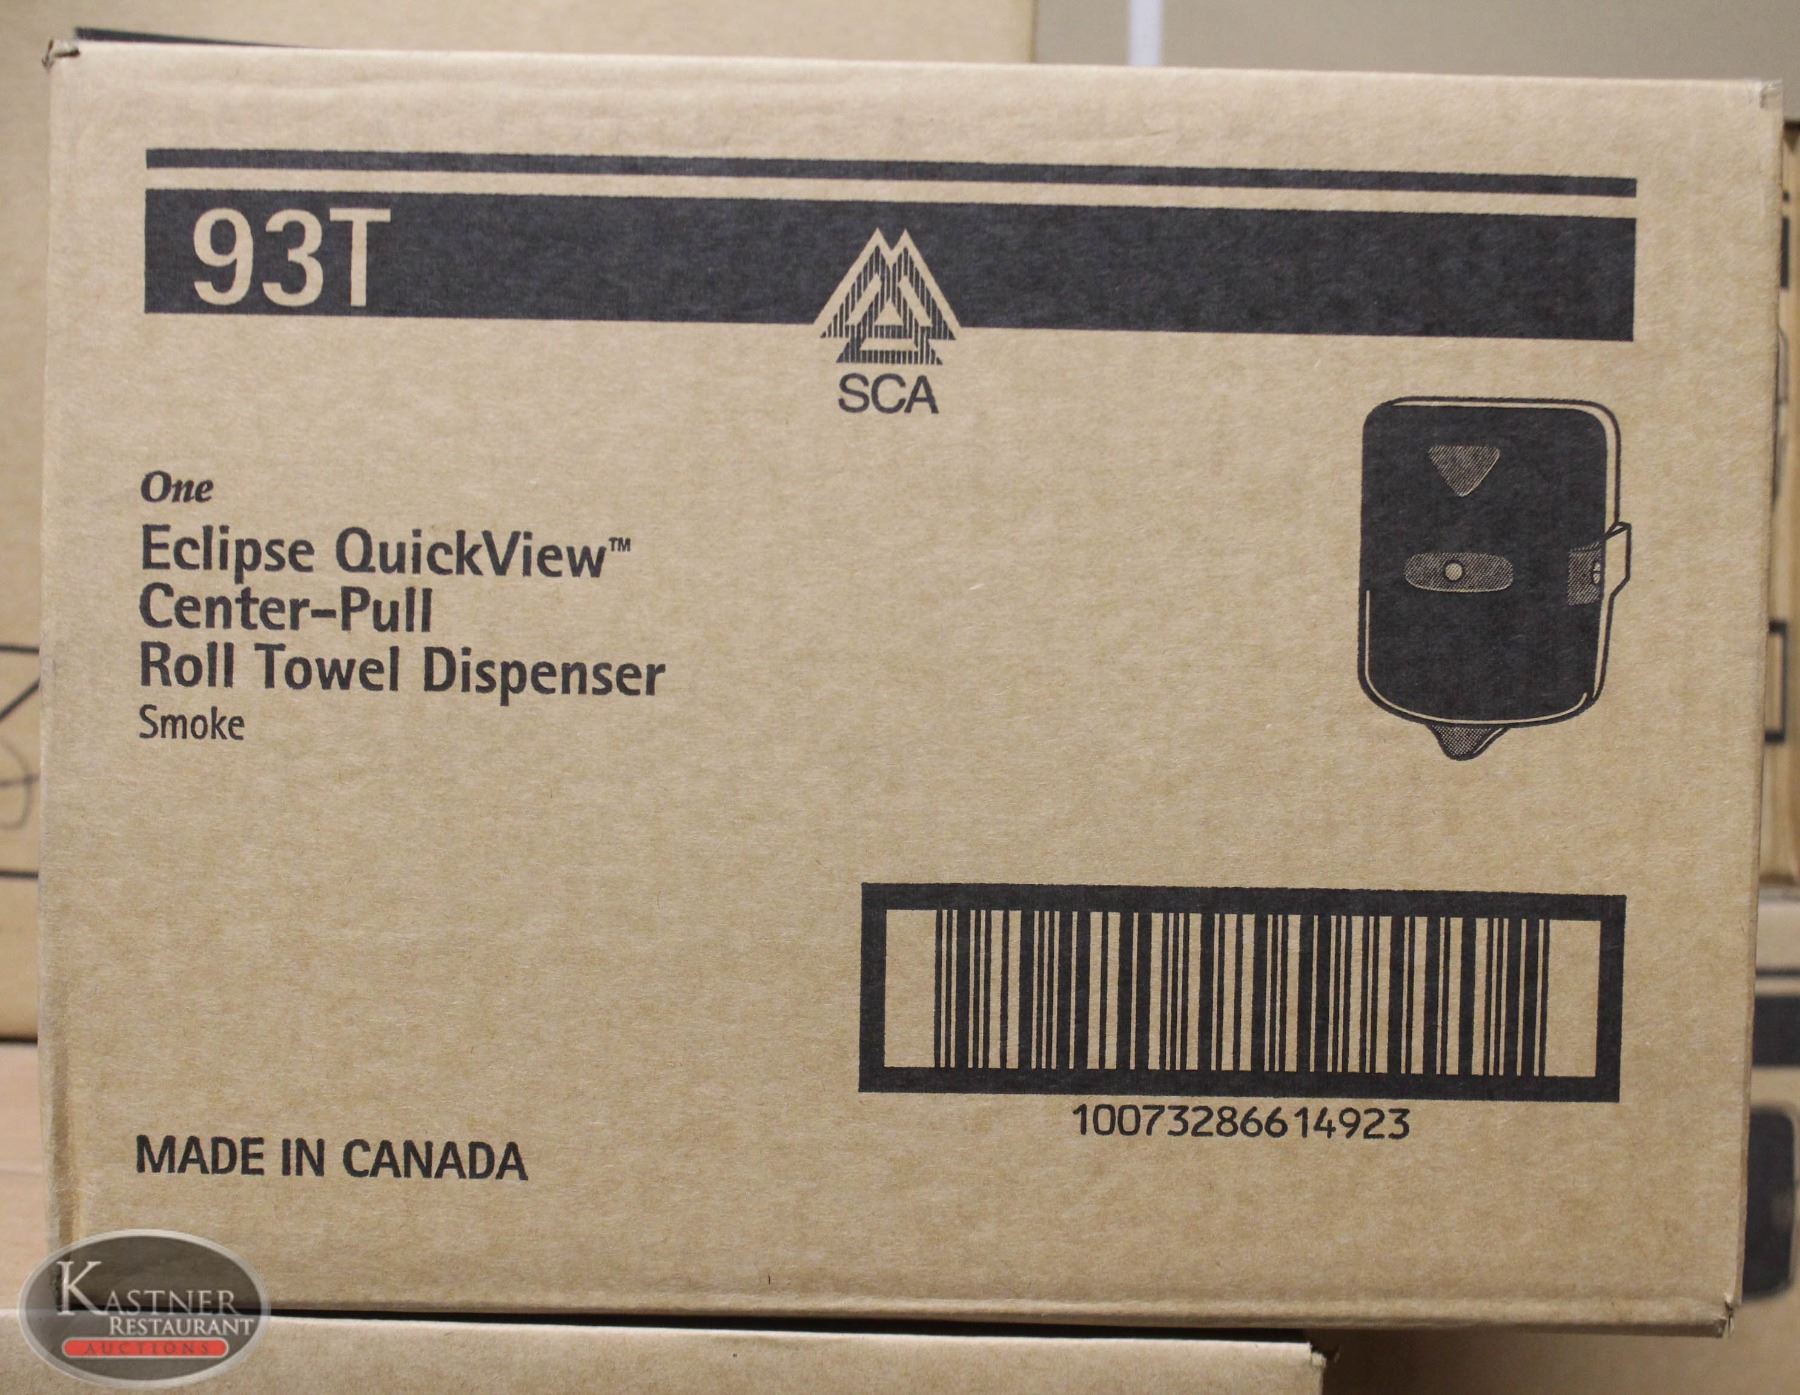 93T
SCA
One
Eclipse QuickView™
Center-Pull
Roll Towel Dispenser
Smoke
10073286614923
MADE IN CANADA
KASTNER
RESTAURANT
AUCTIONS